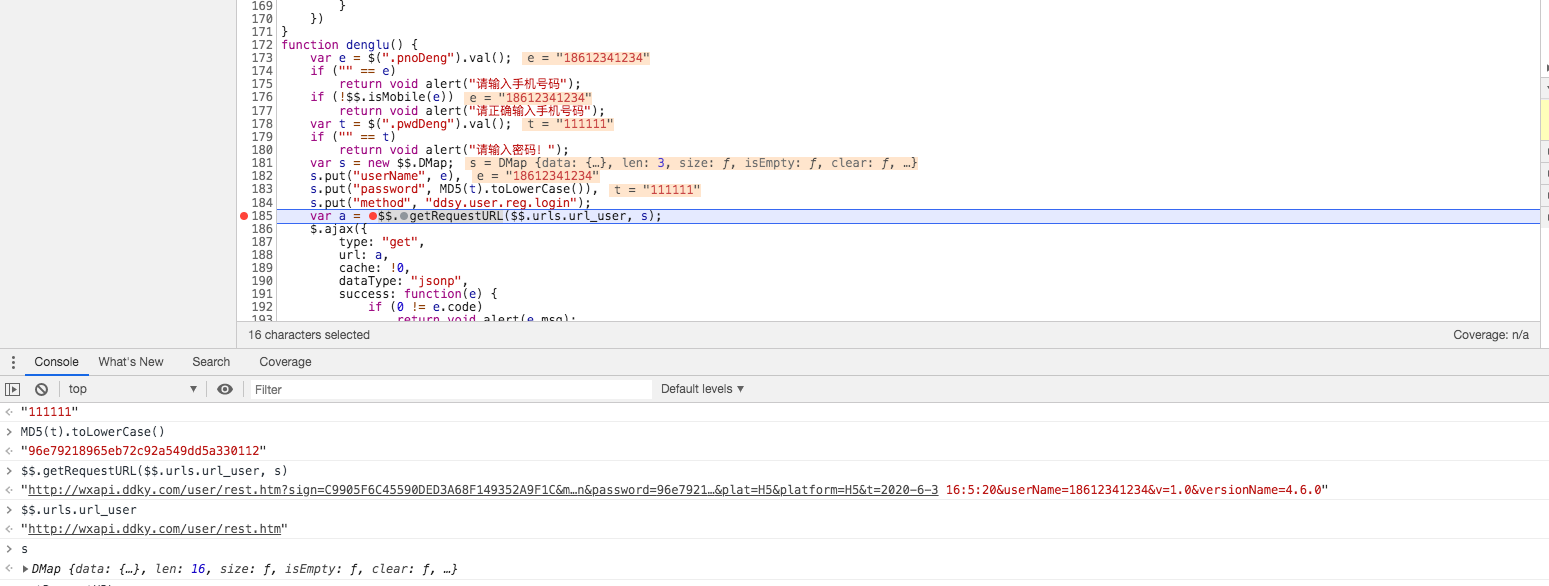 169 }
170 })
171 }
172 function denglu() {
173 var e = $(".pnoDeng").val(); e = "18612341234"
174 if ("" == e)
175 return void alert("请输入手机号码");
176 if (!$$.isMobile(e)) e = "18612341234"
177 return void alert("请正确输入手机号码");
178 var t = $(".pwdDeng").val(); t = "111111"
179 if ("" == t)
180 return void alert("请输入密码！");
181 var s = new $$.DMap; s = DMap {data: {…}, len: 3, size: ƒ, isEmpty: ƒ, clear: ƒ, …}
182 s.put("userName", e), e = "18612341234"
183 s.put("password", MD5(t).toLowerCase()), t = "111111"
184 s.put("method", "ddsy.user.reg.login");
185 var a = $$.getRequestURL($$.urls.url_user, s);
186 $.ajax({
187 type: "get",
188 url: a,
189 cache: !0,
190 dataType: "jsonp",
191 success: function(e) {
192 if (0 != e.code)
193 return void alert(e.msg);
16 characters selected Coverage: n/a
Console What's New Search Coverage
top ▼ Filter Default levels ▼
"111111"
> MD5(t).toLowerCase()
"96e79218965eb72c92a549dd5a330112"
> $$.getRequestURL($$.urls.url_user, s)
"http://wxapi.ddky.com/user/rest.htm?sign=C9905F6C45590DED3A68F149352A9F1C&m…n&password=96e7921…&plat=H5&platform=H5&t=2020-6-3 16:5:20&userName=18612341234&v=1.0&versionName=4.6.0"
> $$.urls.url_user
"http://wxapi.ddky.com/user/rest.htm"
> s
DMap {data: {…}, len: 16, size: ƒ, isEmpty: ƒ, clear: ƒ, …}